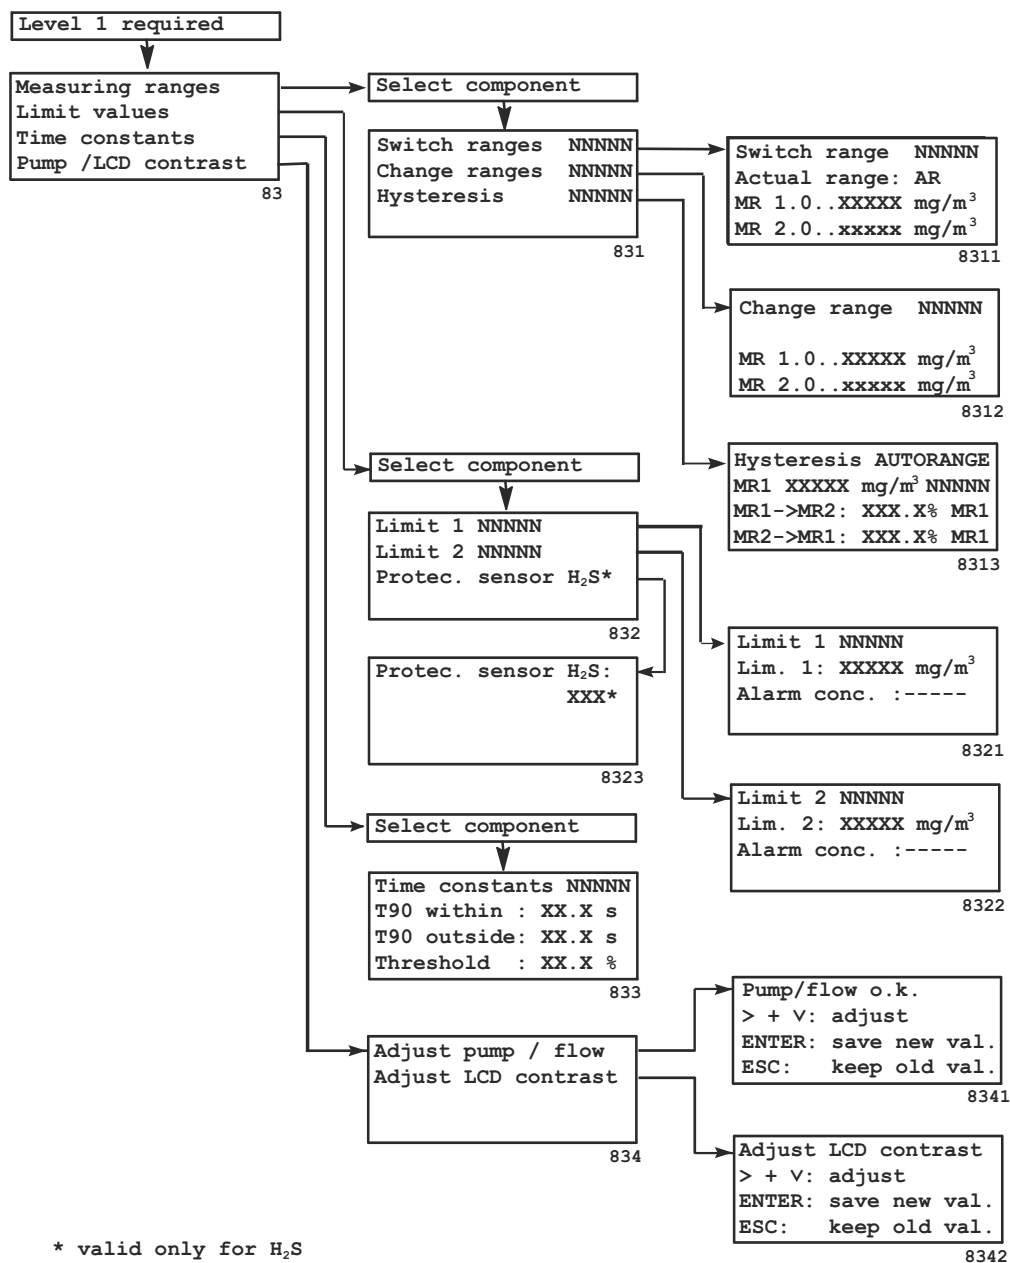 Level 1 required
Measuring ranges
Limit values
Time constants
Pump /LCD contrast
83
Select component
Switch ranges NNNNN
Change ranges NNNNN
Hysteresis NNNNN
831
Switch range NNNNN
Actual range: AR
MR 1.0..XXXXX mg/m³
MR 2.0..xxxxx mg/m³
8311
Change range NNNNN
MR 1.0..XXXXX mg/m³
MR 2.0..xxxxx mg/m³
8312
Hysteresis AUTORANGE
MR1 XXXXX mg/m³ NNNNN
MR1->MR2: XXX.X% MR1
MR2->MR1: XXX.X% MR1
8313
Select component
Limit 1 NNNNN
Limit 2 NNNNN
Protec. sensor H₂S*
832
Protec. sensor H₂S:
XXX*
8323
Limit 1 NNNNN
Lim. 1: XXXXX mg/m³
Alarm conc. :-----
8321
Limit 2 NNNNN
Lim. 2: XXXXX mg/m³
Alarm conc. :-----
8322
Select component
Time constants NNNNN
T90 within : XX.X s
T90 outside: XX.X s
Threshold : XX.X %
833
Adjust pump / flow
Adjust LCD contrast
834
Pump/flow o.k.
> + ∨: adjust
ENTER: save new val.
ESC: keep old val.
8341
Adjust LCD contrast
> + ∨: adjust
ENTER: save new val.
ESC: keep old val.
8342
* valid only for H₂S